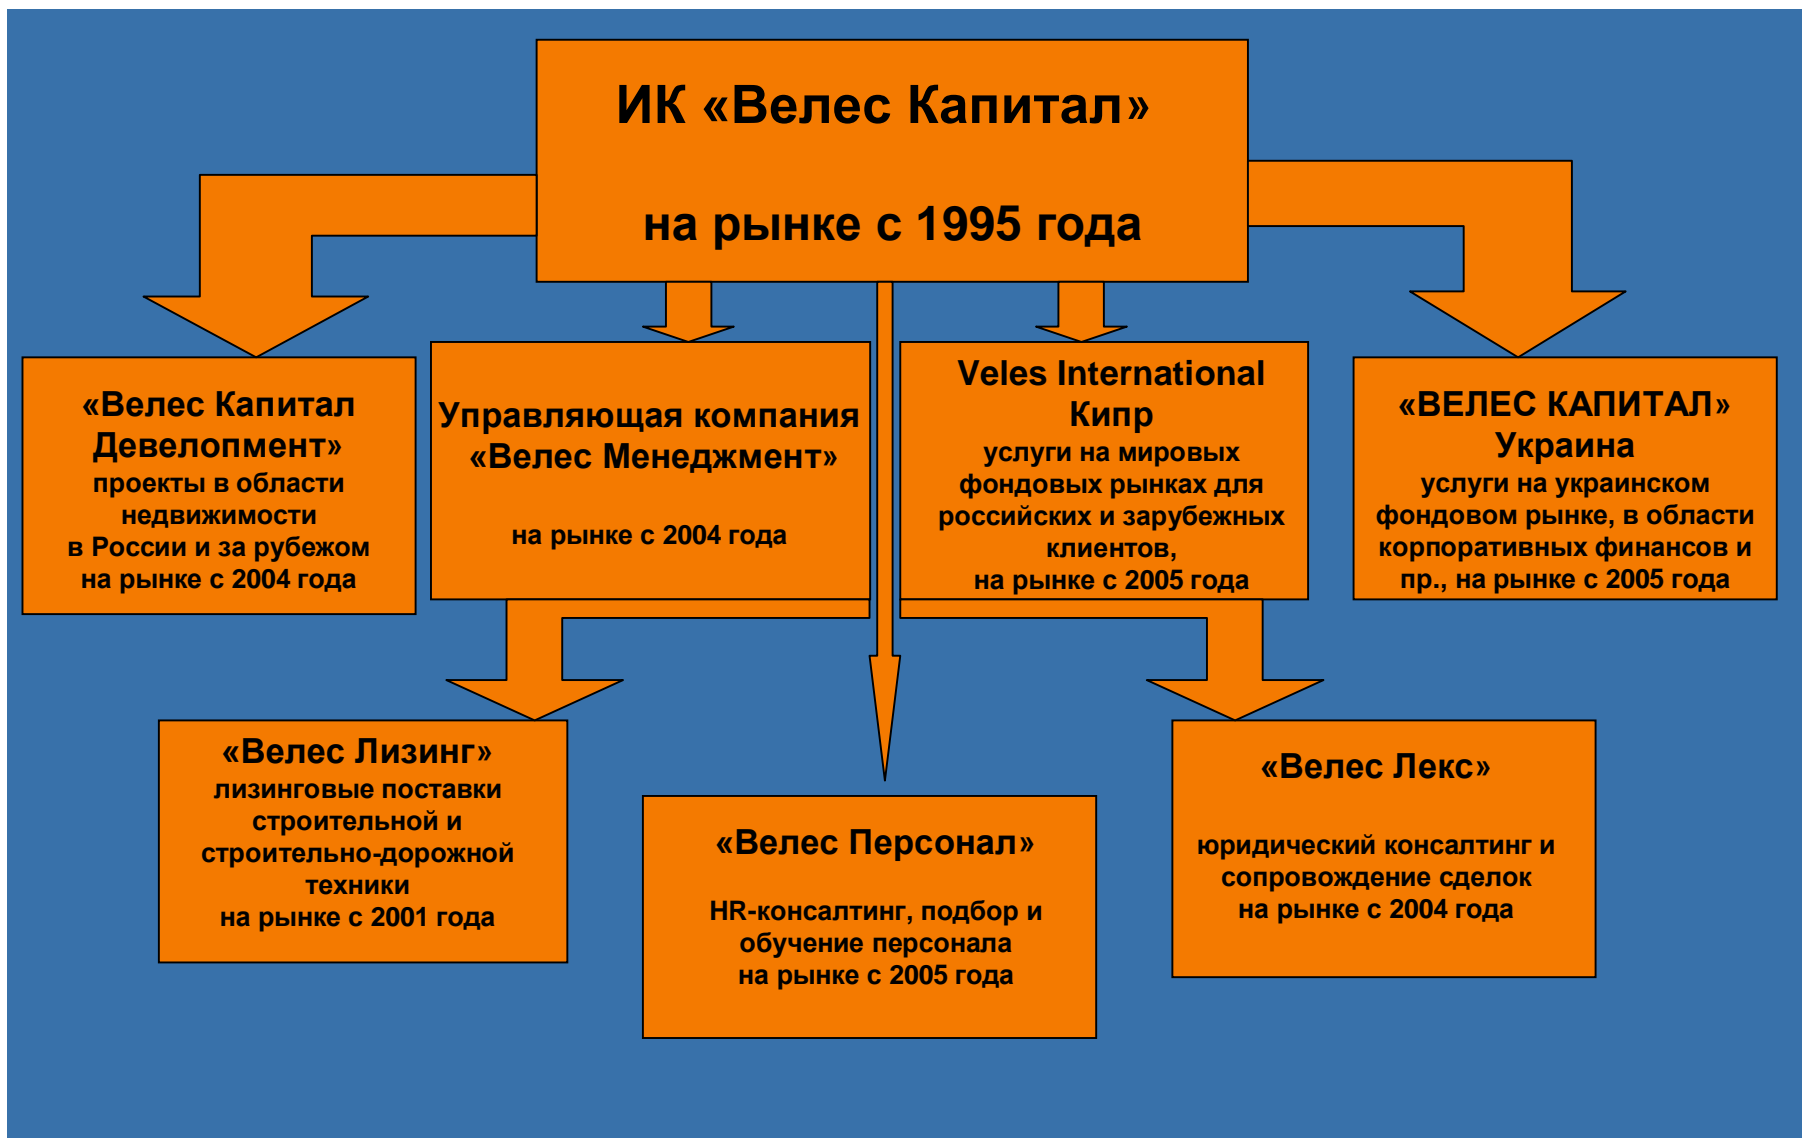 ИК «Велес Капитал»
на рынке с 1995 года
«Велес Капитал
Девелопмент»
проекты в области
недвижимости
в России и за рубежом
на рынке с 2004 года
Управляющая компания
«Велес Менеджмент»
на рынке с 2004 года
Veles International
Кипр
услуги на мировых
фондовых рынках для
российских и зарубежных
клиентов,
на рынке с 2005 года
«ВЕЛЕС КАПИТАЛ»
Украина
услуги на украинском
фондовом рынке, в области
корпоративных финансов и
пр., на рынке с 2005 года
«Велес Лизинг»
лизинговые поставки
строительной и
строительно-дорожной
техники
на рынке с 2001 года
«Велес Персонал»
HR-консалтинг, подбор и
обучение персонала
на рынке с 2005 года
«Велес Лекс»
юридический консалтинг и
сопровождение сделок
на рынке с 2004 года